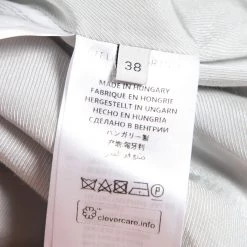 38
MADE IN HUNGARY
FABRIQUE EN HONGRIE
HERGESTELLT IN UNGARN
HECHO EN HUNGRÍA
СДЕЛАНО В ВЕНГРИИ
ハンガリー製
产地: 匈牙利
clevercare.info